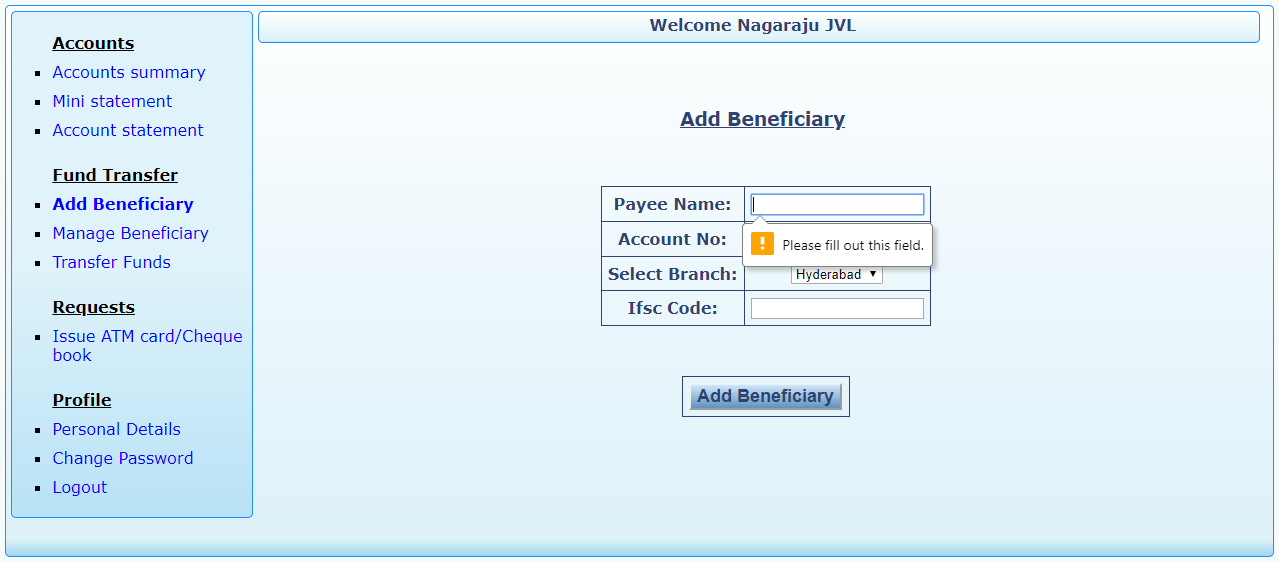 Welcome Nagaraju JVL
Accounts
Accounts summary
Mini statement
Account statement
Fund Transfer
Add Beneficiary
Manage Beneficiary
Transfer Funds
Requests
Issue ATM card/Cheque
book
Profile
Personal Details
Change Password
Logout
Add Beneficiary
Payee Name:
Account No:
Please fill out this field.
Select Branch: Hyderabad
Ifsc Code:
Add Beneficiary